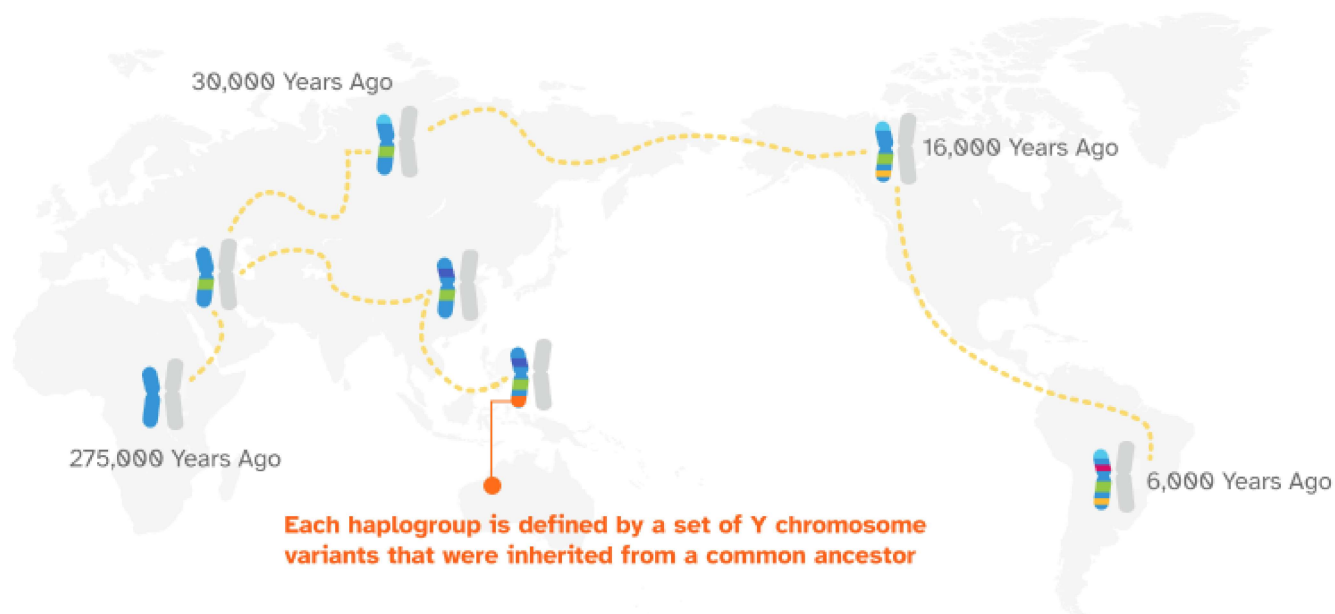 30,000 Years Ago
16,000 Years Ago
275,000 Years Ago
6,000 Years Ago
Each haplogroup is defined by a set of Y chromosome
variants that were inherited from a common ancestor